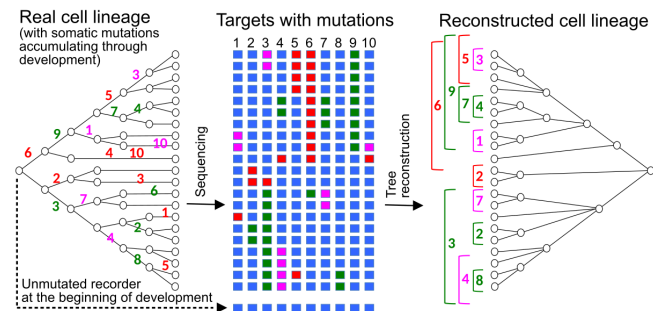 Real cell lineage
(with somatic mutations
accumulating through
development)
3
5
7 4
9
1
10
6
4 10
2 3
6
3 7
1
2
4
8 5
Unmutated recorder
at the beginning of development
Sequencing
Targets with mutations
1 2 3 4 5 6 7 8 9 10
Tree
reconstruction
Reconstructed cell lineage
5 3
9
6
7 4
1
2
7
3
2
4 8